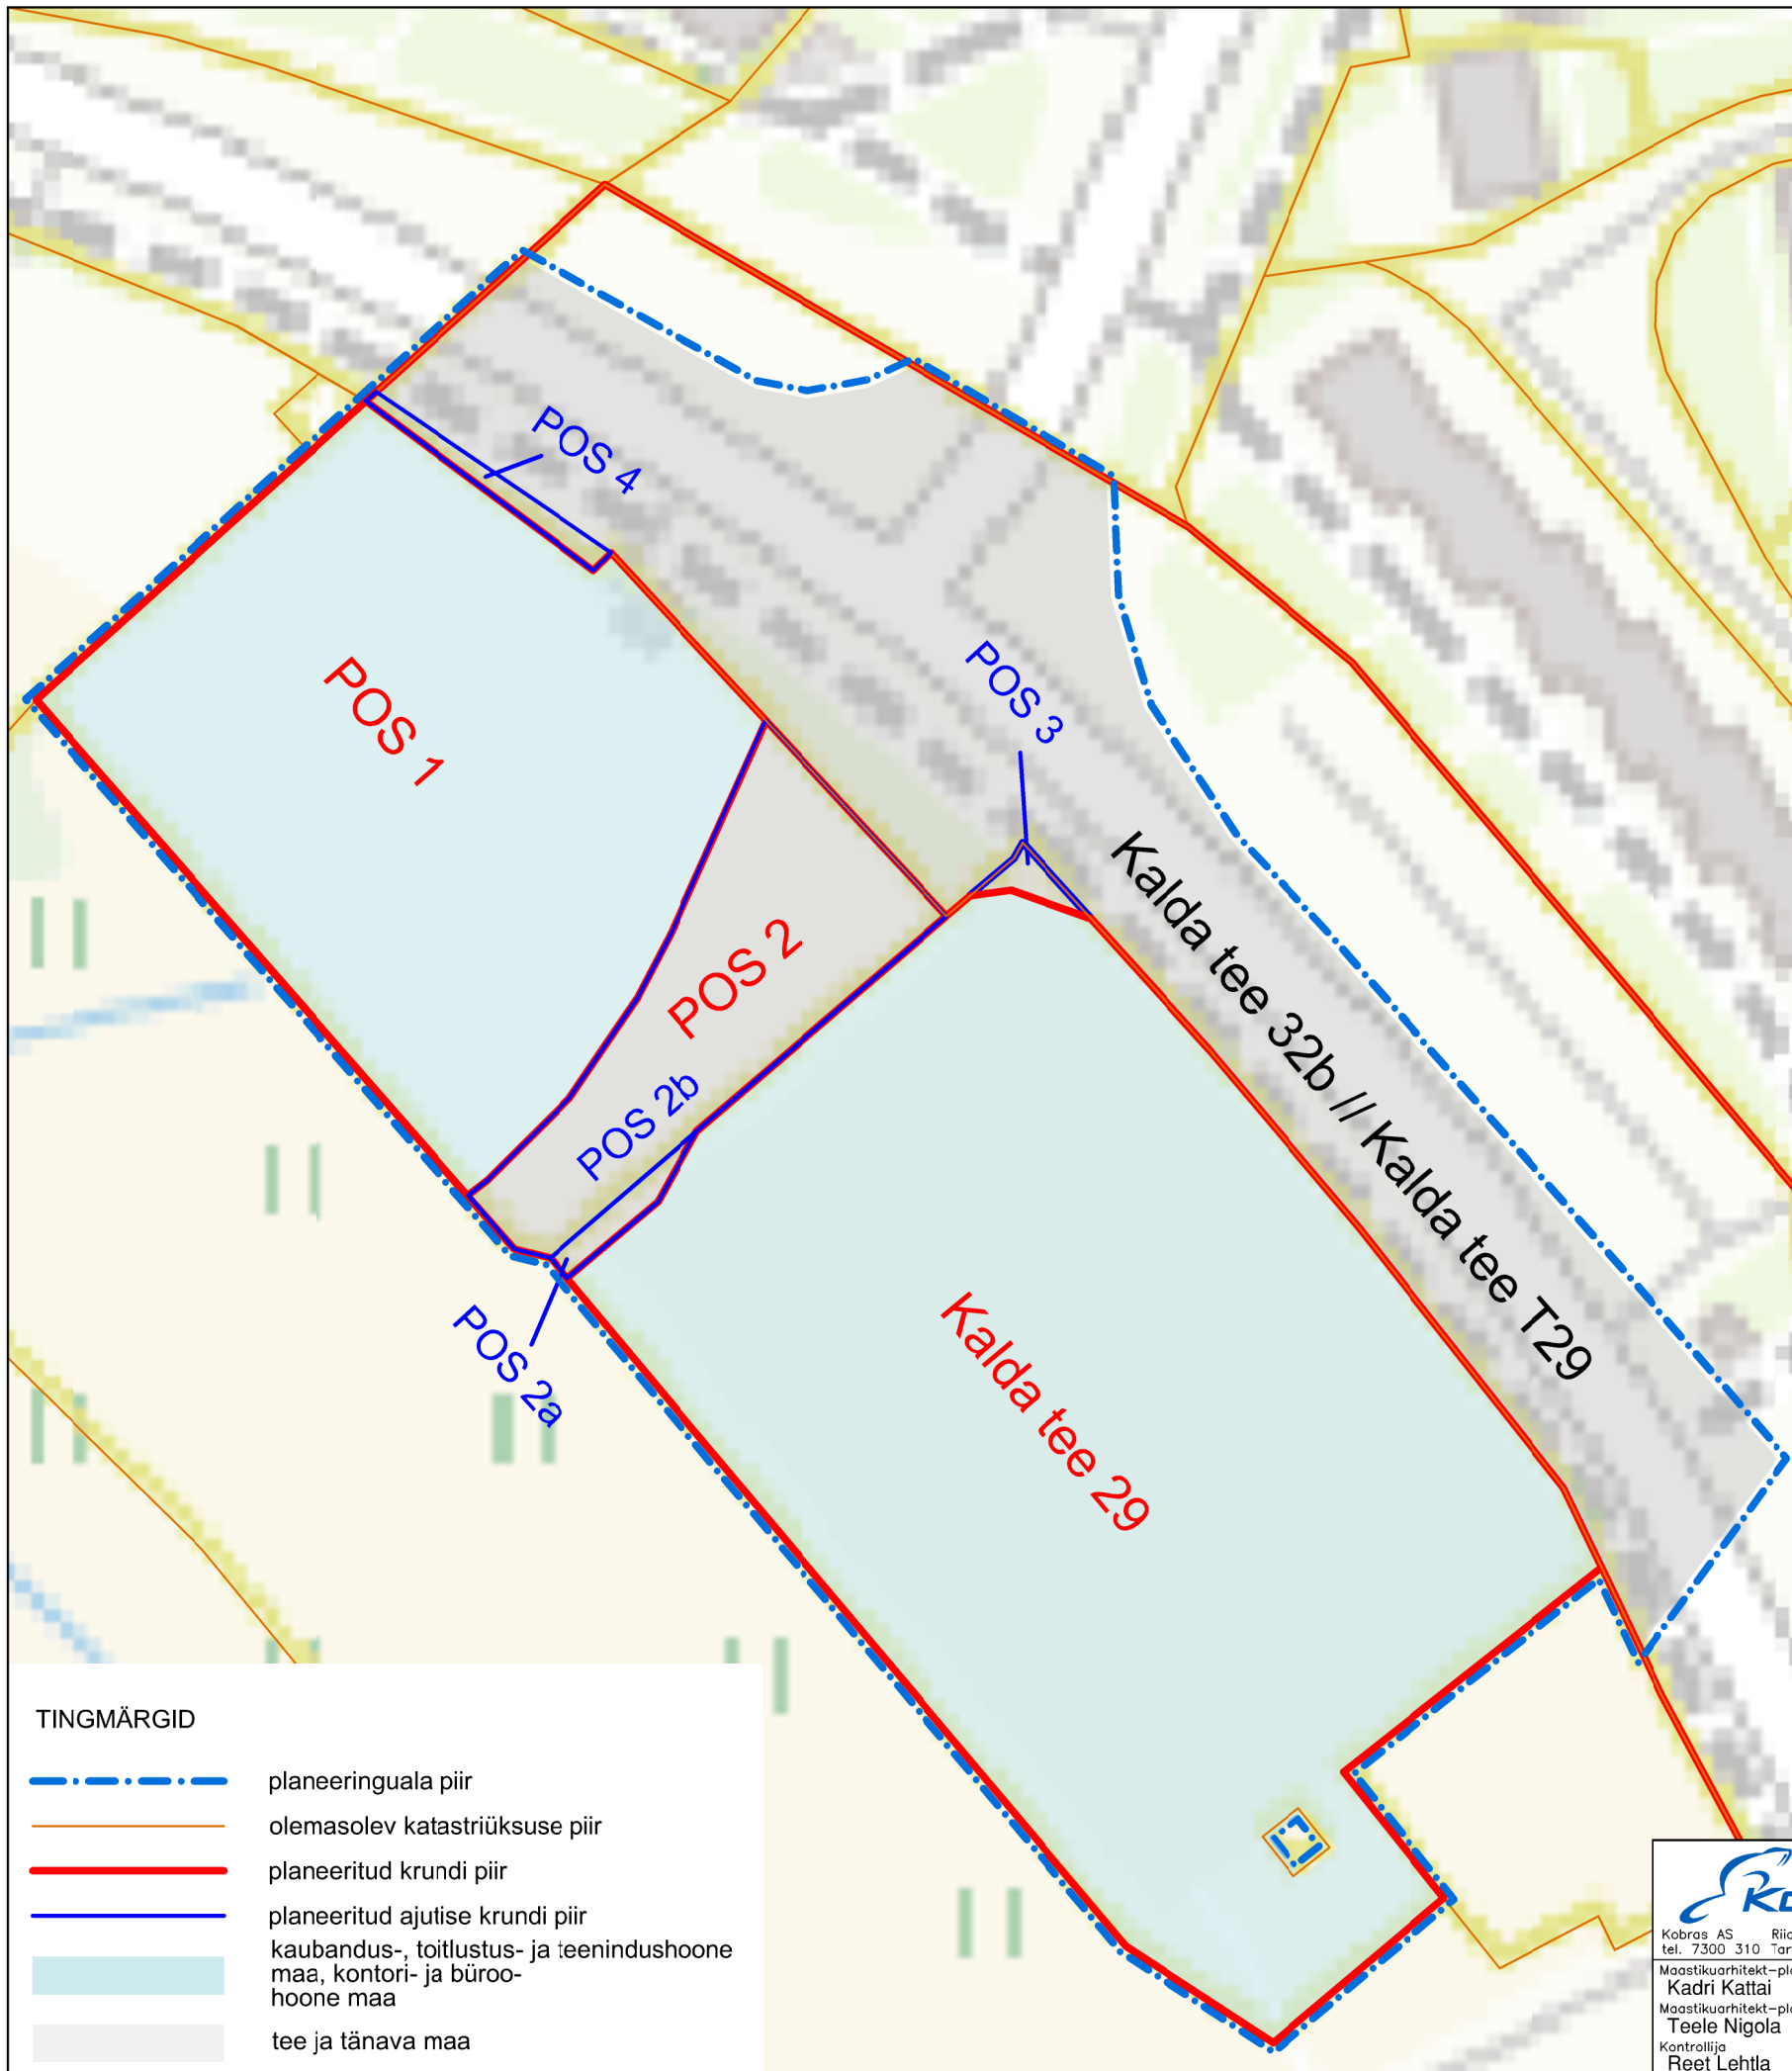 POS 4
POS 1
POS 3
POS 2
Kalda tee 32b // Kalda tee T29
POS 2b
POS 2a
Kalda tee 29
TINGMÄRGID
planeeringuala piir
olemasolev katastriüksuse piir
planeeritud krundi piir
planeeritud ajutise krundi piir
kaubandus-, toitlustus- ja teenindushoone
maa, kontori- ja büroo-
hoone maa
tee ja tänava maa
Kobras AS
tel. 7300 310
Kadri Kattai
Teele Nigola
Kontrollija
Reet Lehtla